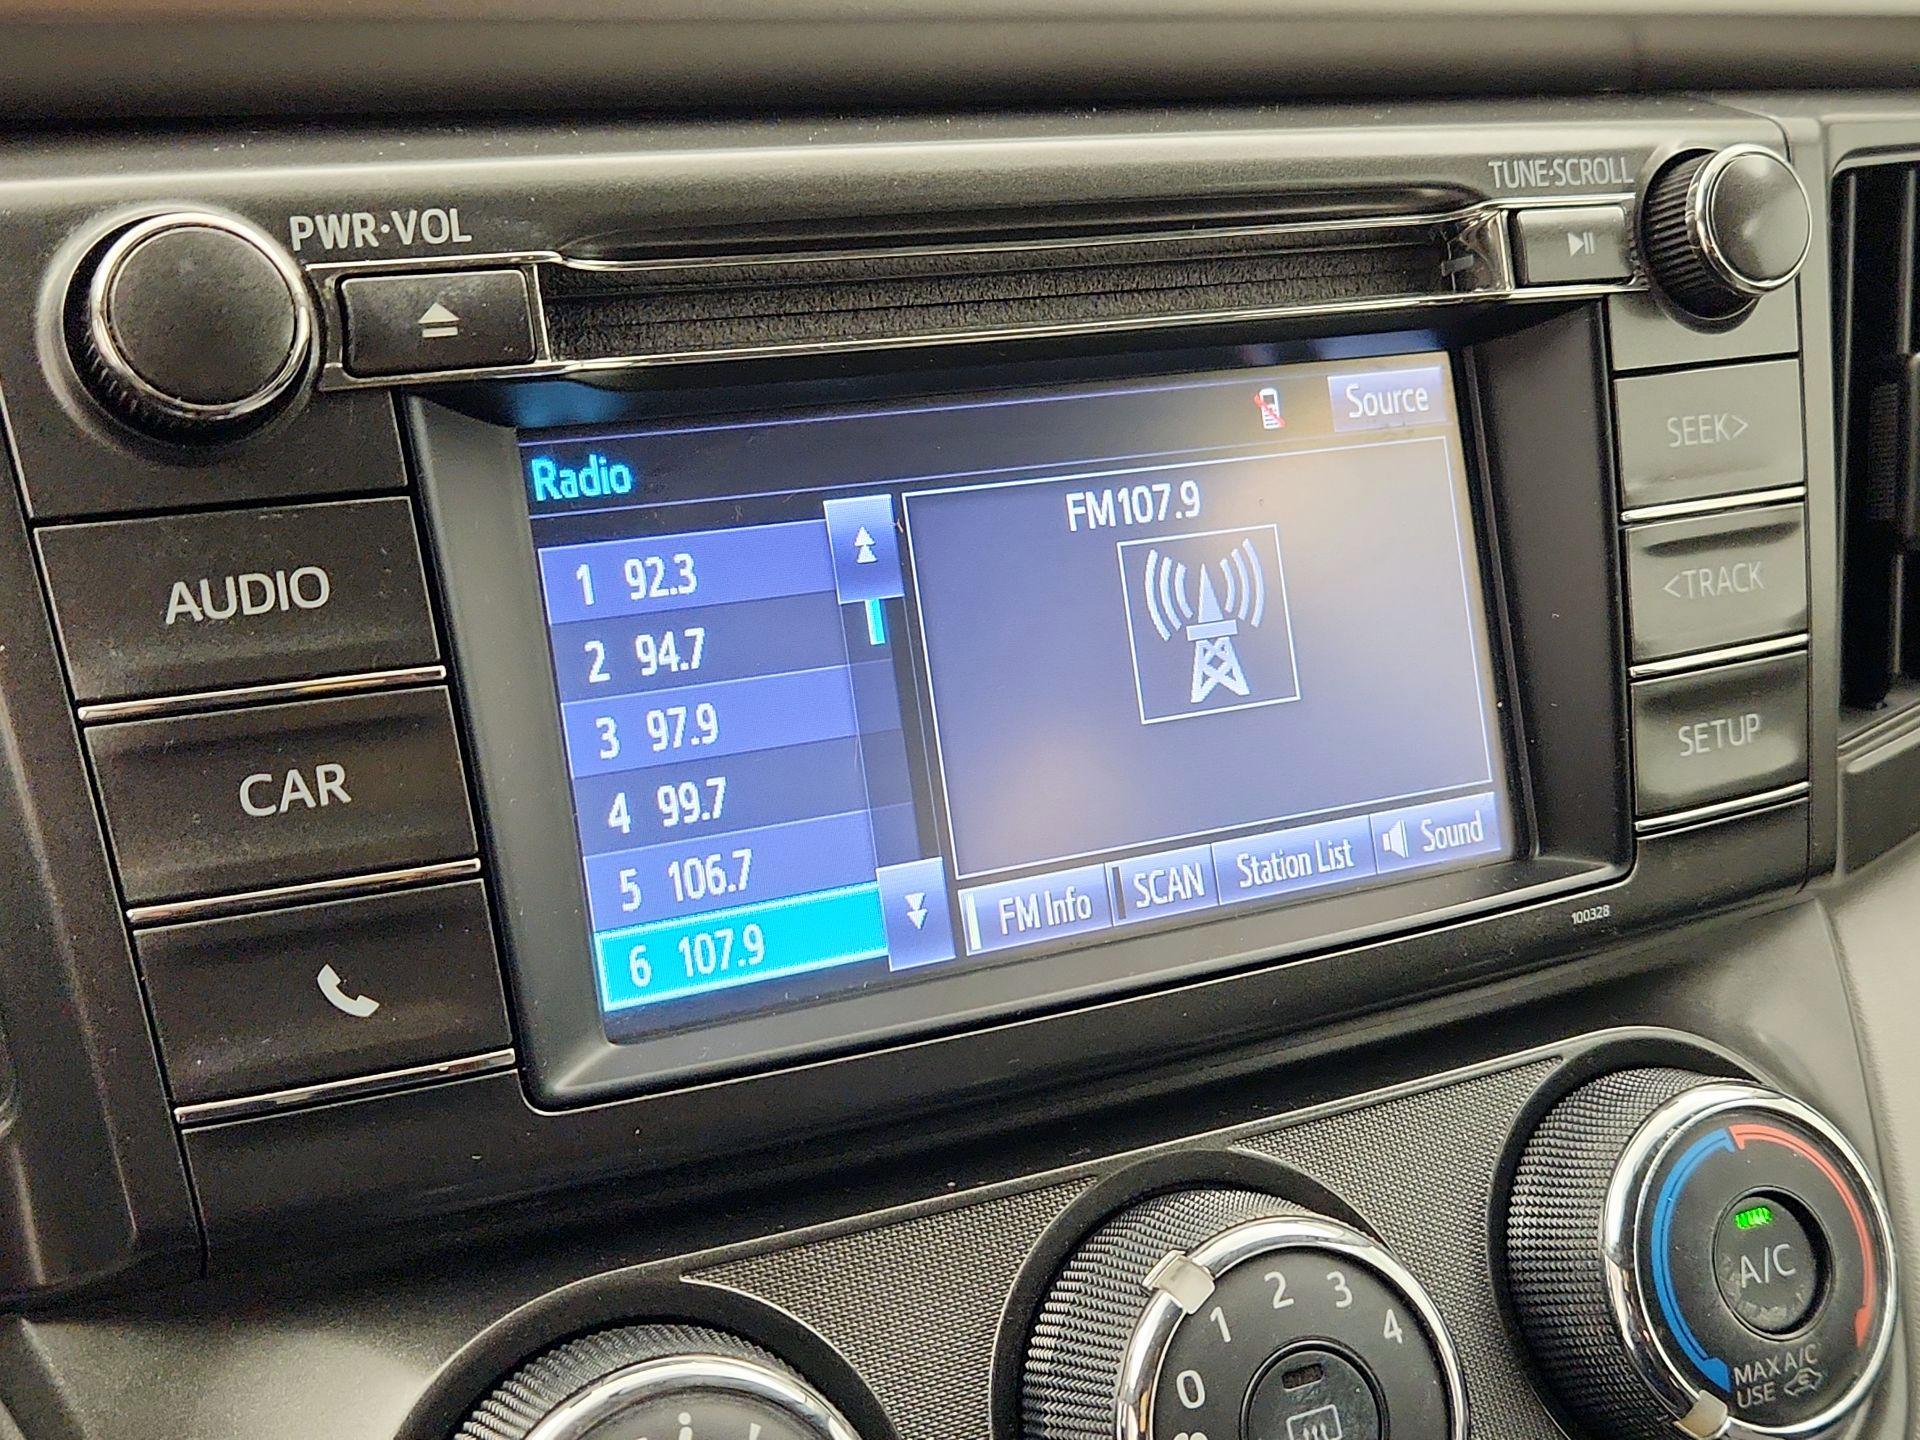 PWR·VOL
TUNE·SCROLL
Source
SEEK>
Radio
FM107.9
1 92.3
2 94.7
3 97.9
4 99.7
5 106.7
6 107.9
AUDIO
<TRACK
CAR
SETUP
FM Info
SCAN
Station List
Sound
100328
0
1
2
3
4
A/C
MAX A/C
USE